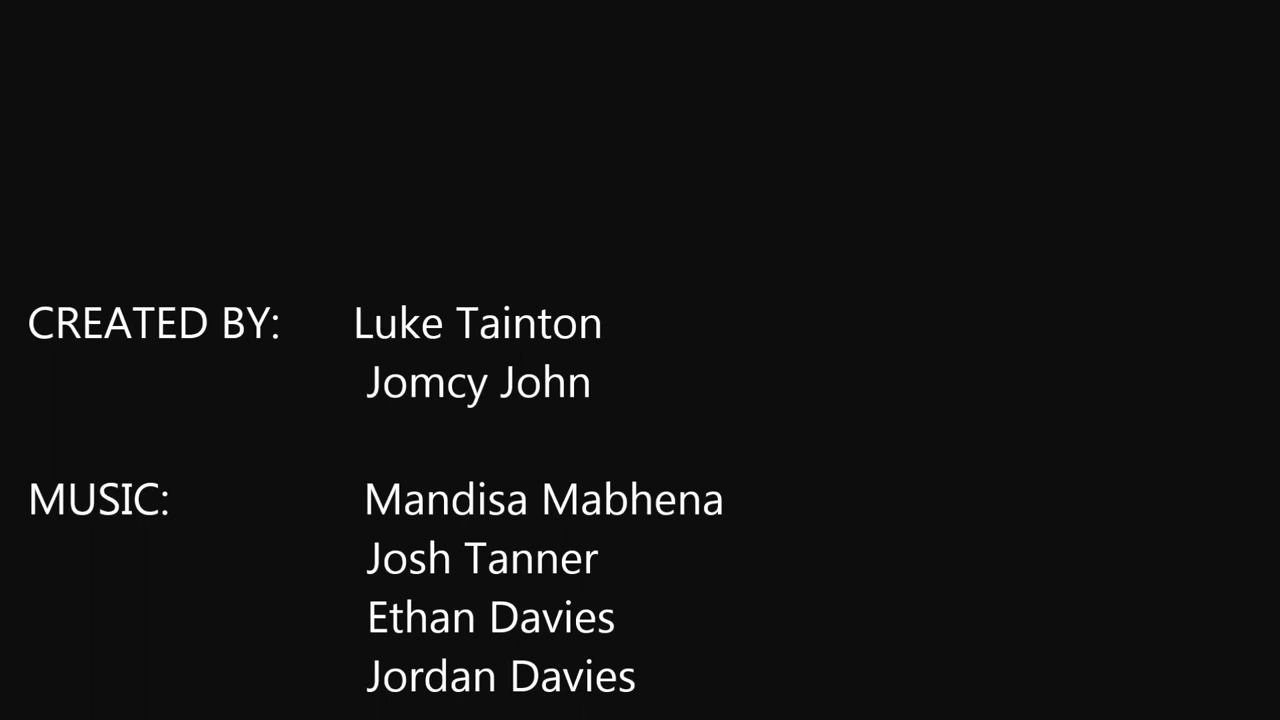 CREATED BY: Luke Tainton
Jomcy John
MUSIC: Mandisa Mabhena
Josh Tanner
Ethan Davies
Jordan Davies